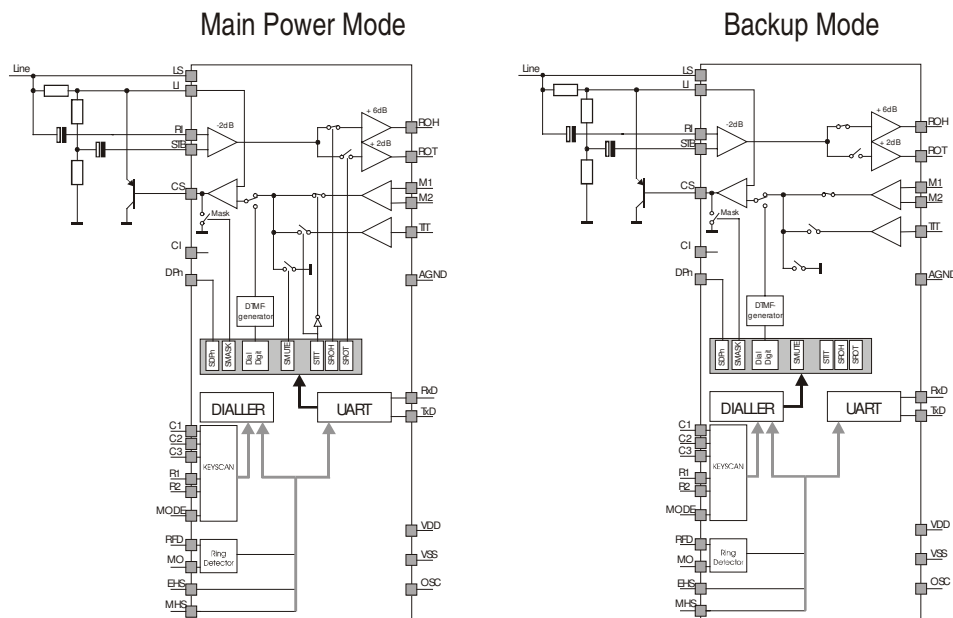 Main Power Mode
Line
LS
LI
RI
STB
CS
CI
DPn
-2dB
+ 6dB
+ 2dB
ROH
ROT
M1
M2
TIT
AGND
Mask
DTMF-
generator
SDPn
SMASK
Dial
Digit
SMUTE
STIT
SROH
SROT
DIALLER
UART
RxD
TxD
C1
C2
C3
R1
R2
MODE
KEYSCAN
RFD
MO
Ring
Detector
EHS
MHS
VDD
VSS
OSC
Backup Mode
Line
LS
LI
RI
STB
CS
CI
DPn
-2dB
+ 6dB
+ 2dB
ROH
ROT
M1
M2
TIT
AGND
Mask
DTMF-
generator
SDPn
SMASK
Dial
Digit
SMUTE
STIT
SROH
SROT
DIALLER
UART
RxD
TxD
C1
C2
C3
R1
R2
MODE
KEYSCAN
RFD
MO
Ring
Detector
EHS
MHS
VDD
VSS
OSC